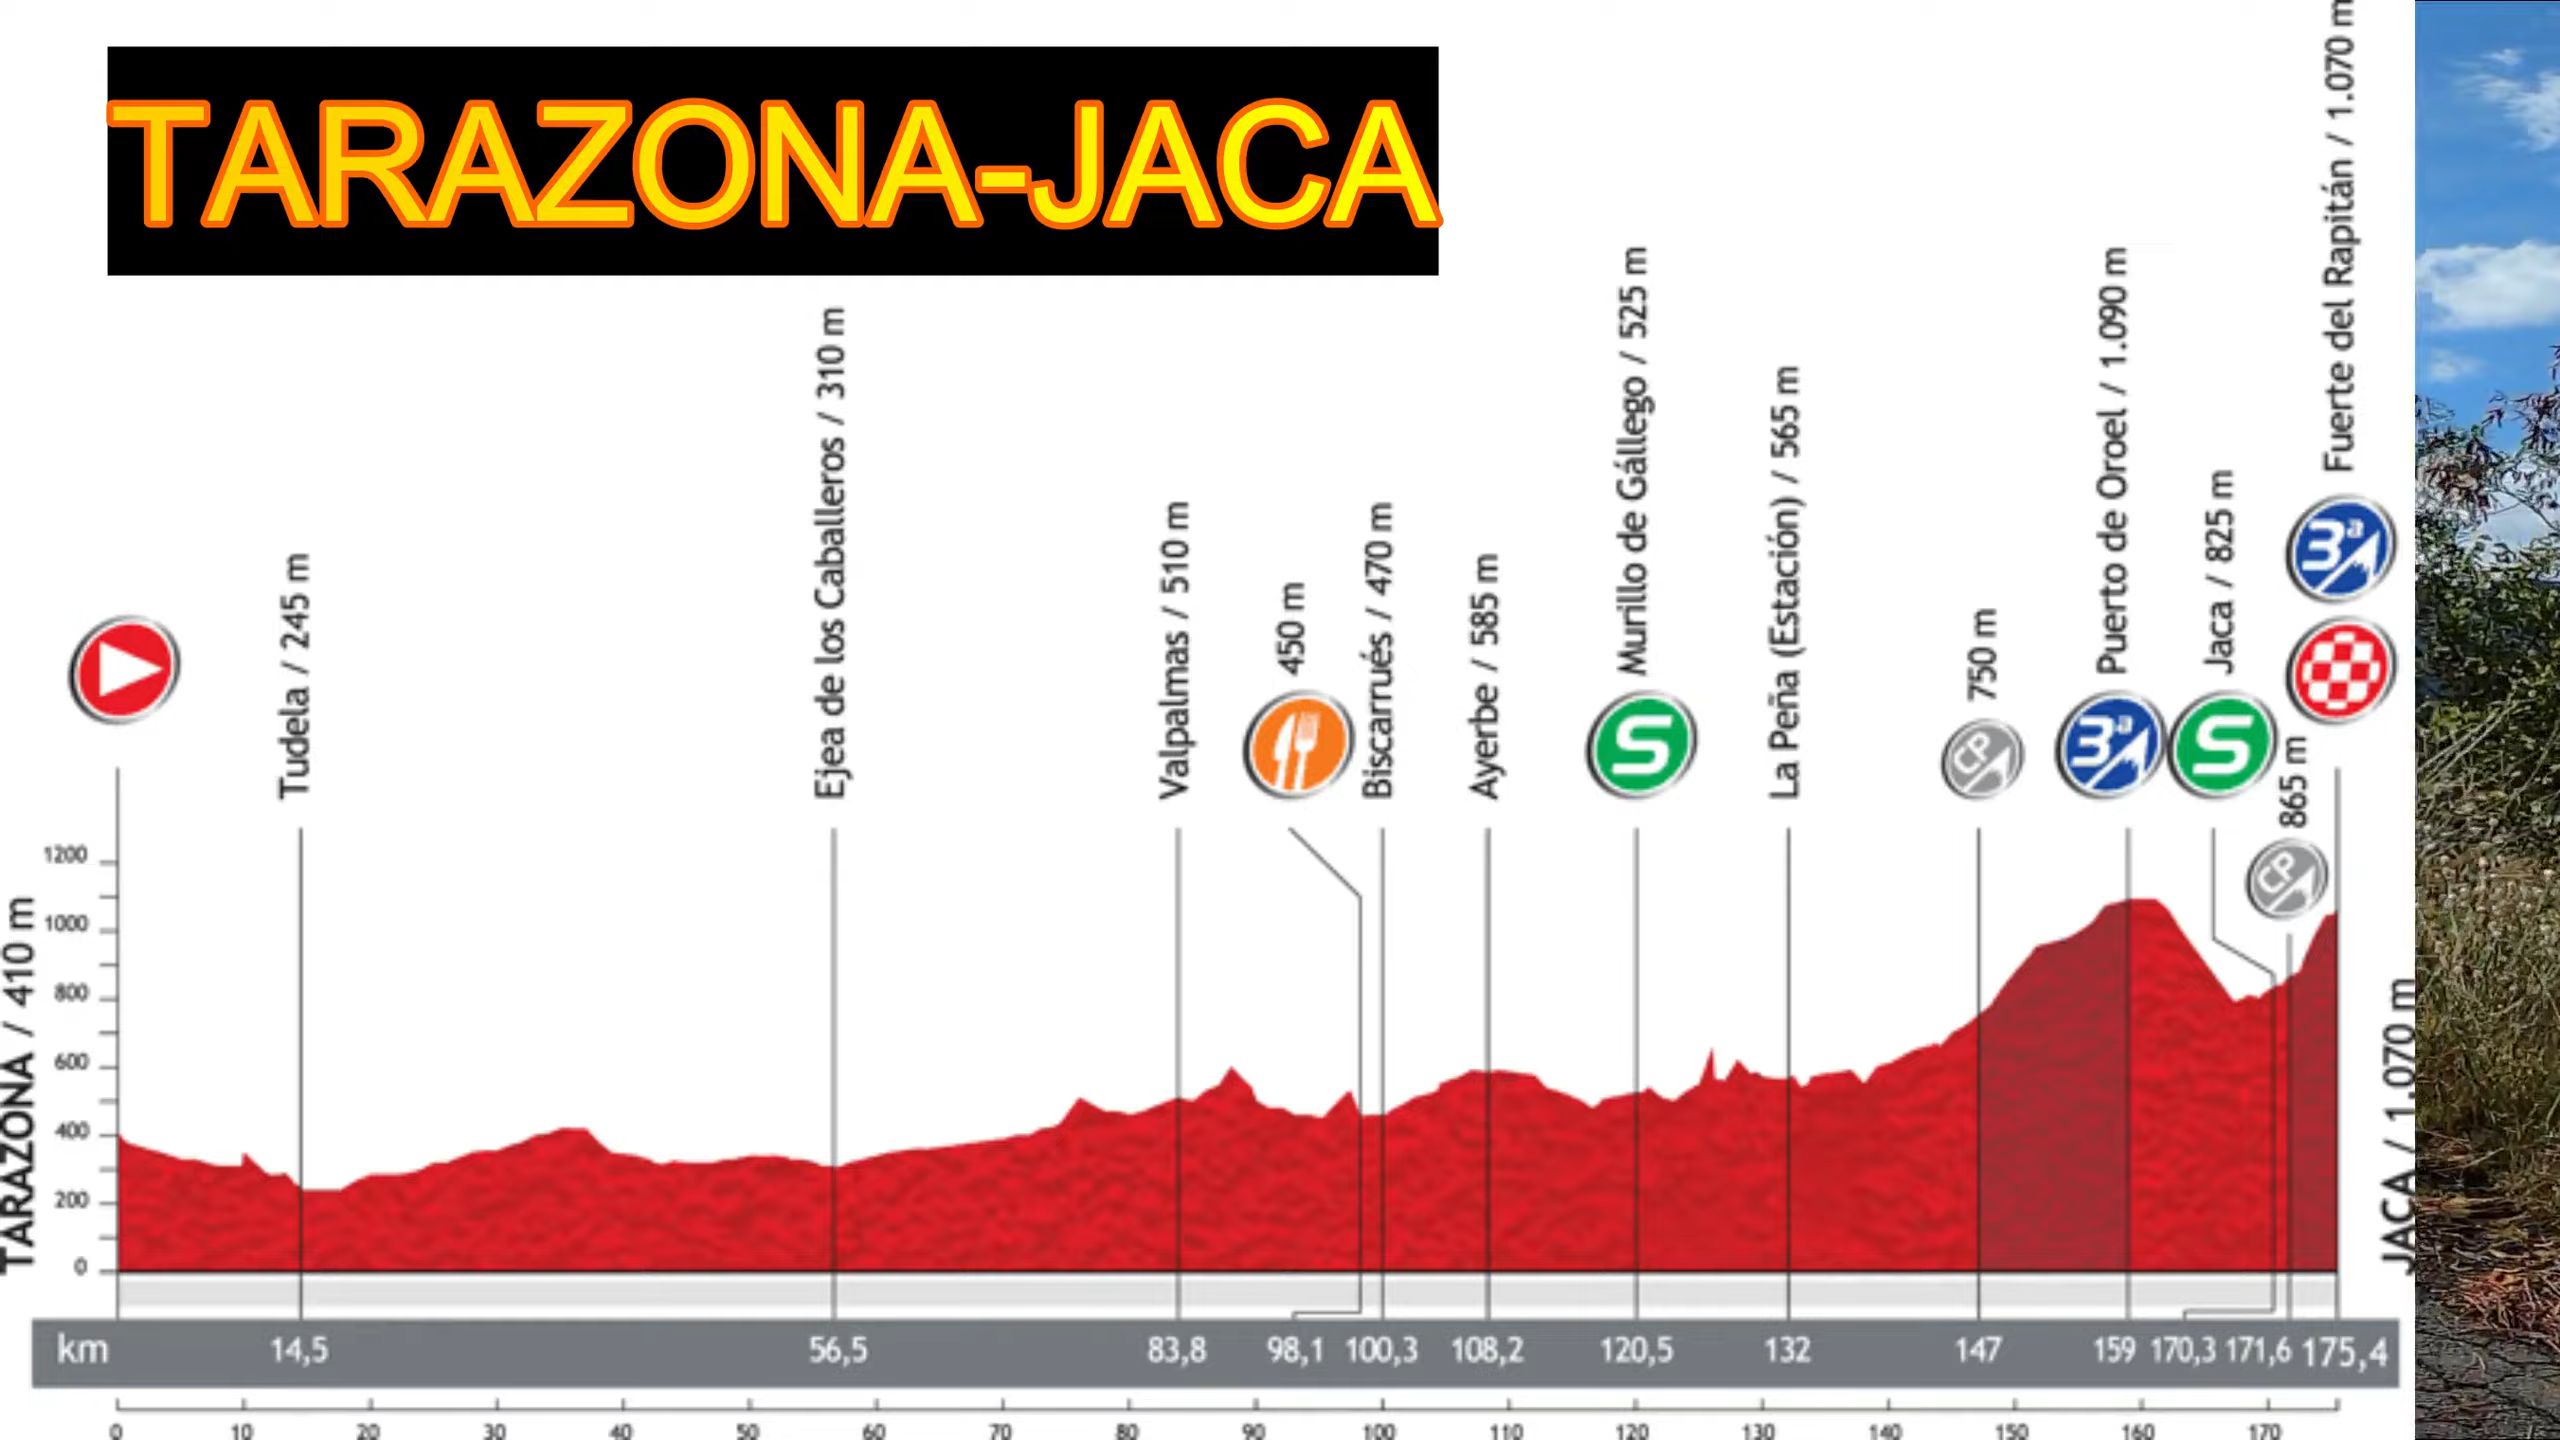 TARAZONA-JACA
TARAZONA / 410 m
Tudela / 245 m
Ejea de los Caballeros / 310 m
Valpalmas / 510 m
450 m
Biscarrués / 470 m
Ayerbe / 585 m
S
Murillo de Gállego / 525 m
La Peña (Estación) / 565 m
CP
750 m
3ª
Puerto de Oroel / 1.090 m
S
Jaca / 825 m
CP
865 m
3ª
Fuerte del Rapitán / 1.070 m
JACA / 1.070 m
1200
1000
800
600
400
200
0
km 14,5 56,5 83,8 98,1 100,3 108,2 120,5 132 147 159 170,3 171,6 175,4
0 10 20 30 40 50 60 70 80 90 100 110 120 130 140 150 160 170